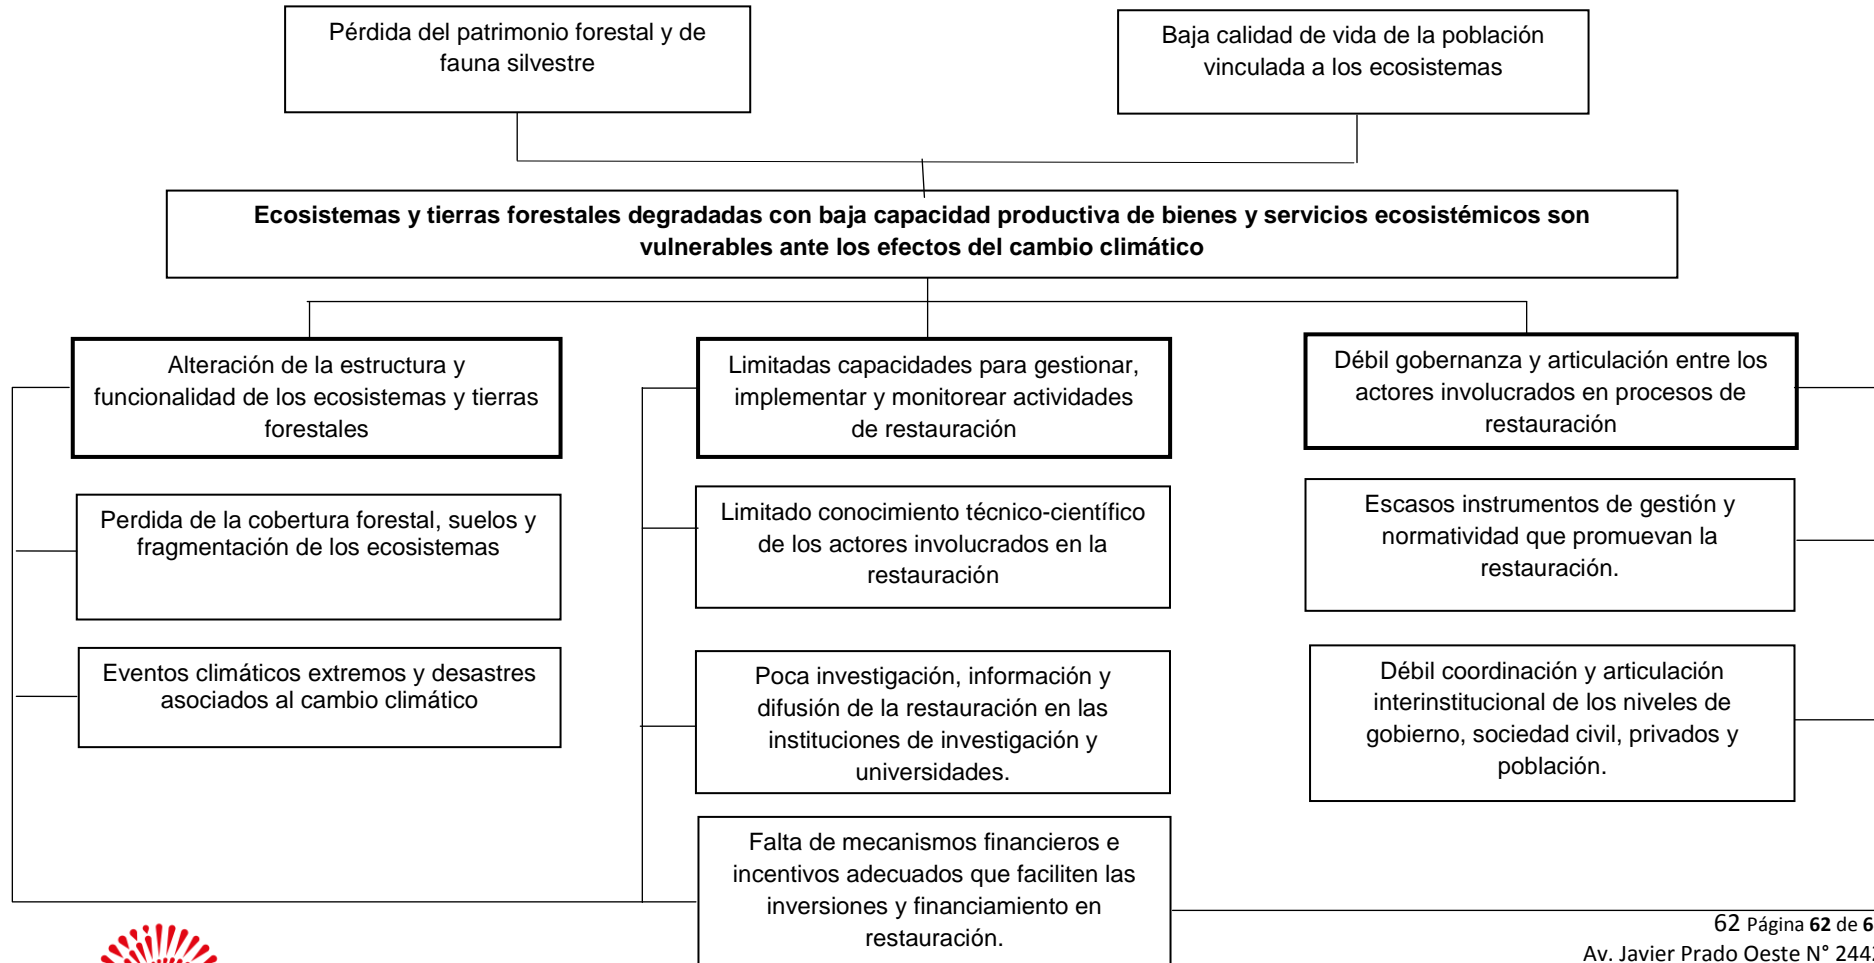 Pérdida del patrimonio forestal y de
fauna silvestre
Baja calidad de vida de la población
vinculada a los ecosistemas
Ecosistemas y tierras forestales degradadas con baja capacidad productiva de bienes y servicios ecosistémicos son
vulnerables ante los efectos del cambio climático
Alteración de la estructura y
funcionalidad de los ecosistemas y tierras
forestales
Limitadas capacidades para gestionar,
implementar y monitorear actividades
de restauración
Débil gobernanza y articulación entre los
actores involucrados en procesos de
restauración
Perdida de la cobertura forestal, suelos y
fragmentación de los ecosistemas
Limitado conocimiento técnico-científico
de los actores involucrados en la
restauración
Escasos instrumentos de gestión y
normatividad que promuevan la
restauración.
Eventos climáticos extremos y desastres
asociados al cambio climático
Poca investigación, información y
difusión de la restauración en las
instituciones de investigación y
universidades.
Débil coordinación y articulación
interinstitucional de los niveles de
gobierno, sociedad civil, privados y
población.
Falta de mecanismos financieros e
incentivos adecuados que faciliten las
inversiones y financiamiento en
restauración.
62 Página 62 de 6
Av. Javier Prado Oeste N° 244